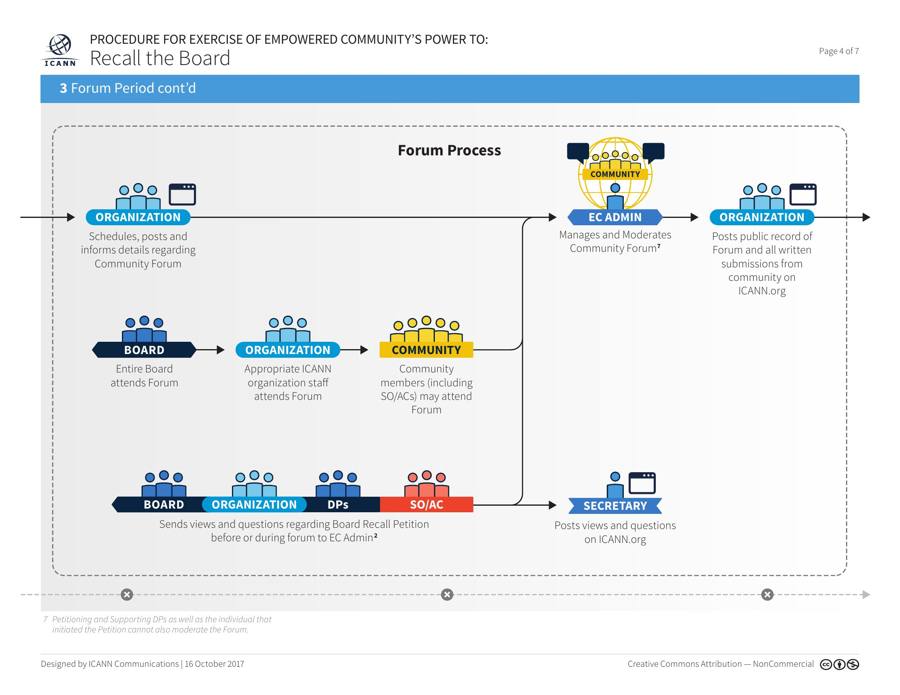 ICANN
PROCEDURE FOR EXERCISE OF EMPOWERED COMMUNITY'S POWER TO:
Recall the Board
Page 4 of 7
3 Forum Period cont'd
Forum Process
COMMUNITY
ORGANIZATION
Schedules, posts and
informs details regarding
Community Forum
EC ADMIN
Manages and Moderates
Community Forum⁷
ORGANIZATION
Posts public record of
Forum and all written
submissions from
community on
ICANN.org
BOARD
Entire Board
attends Forum
ORGANIZATION
Appropriate ICANN
organization staff
attends Forum
COMMUNITY
Community
members (including
SO/ACs) may attend
Forum
BOARD
ORGANIZATION
DPs
SO/AC
Sends views and questions regarding Board Recall Petition
before or during forum to EC Admin²
SECRETARY
Posts views and questions
on ICANN.org
7 Petitioning and Supporting DPs as well as the individual that
initiated the Petition cannot also moderate the Forum.
Designed by ICANN Communications | 16 October 2017
Creative Commons Attribution — NonCommercial